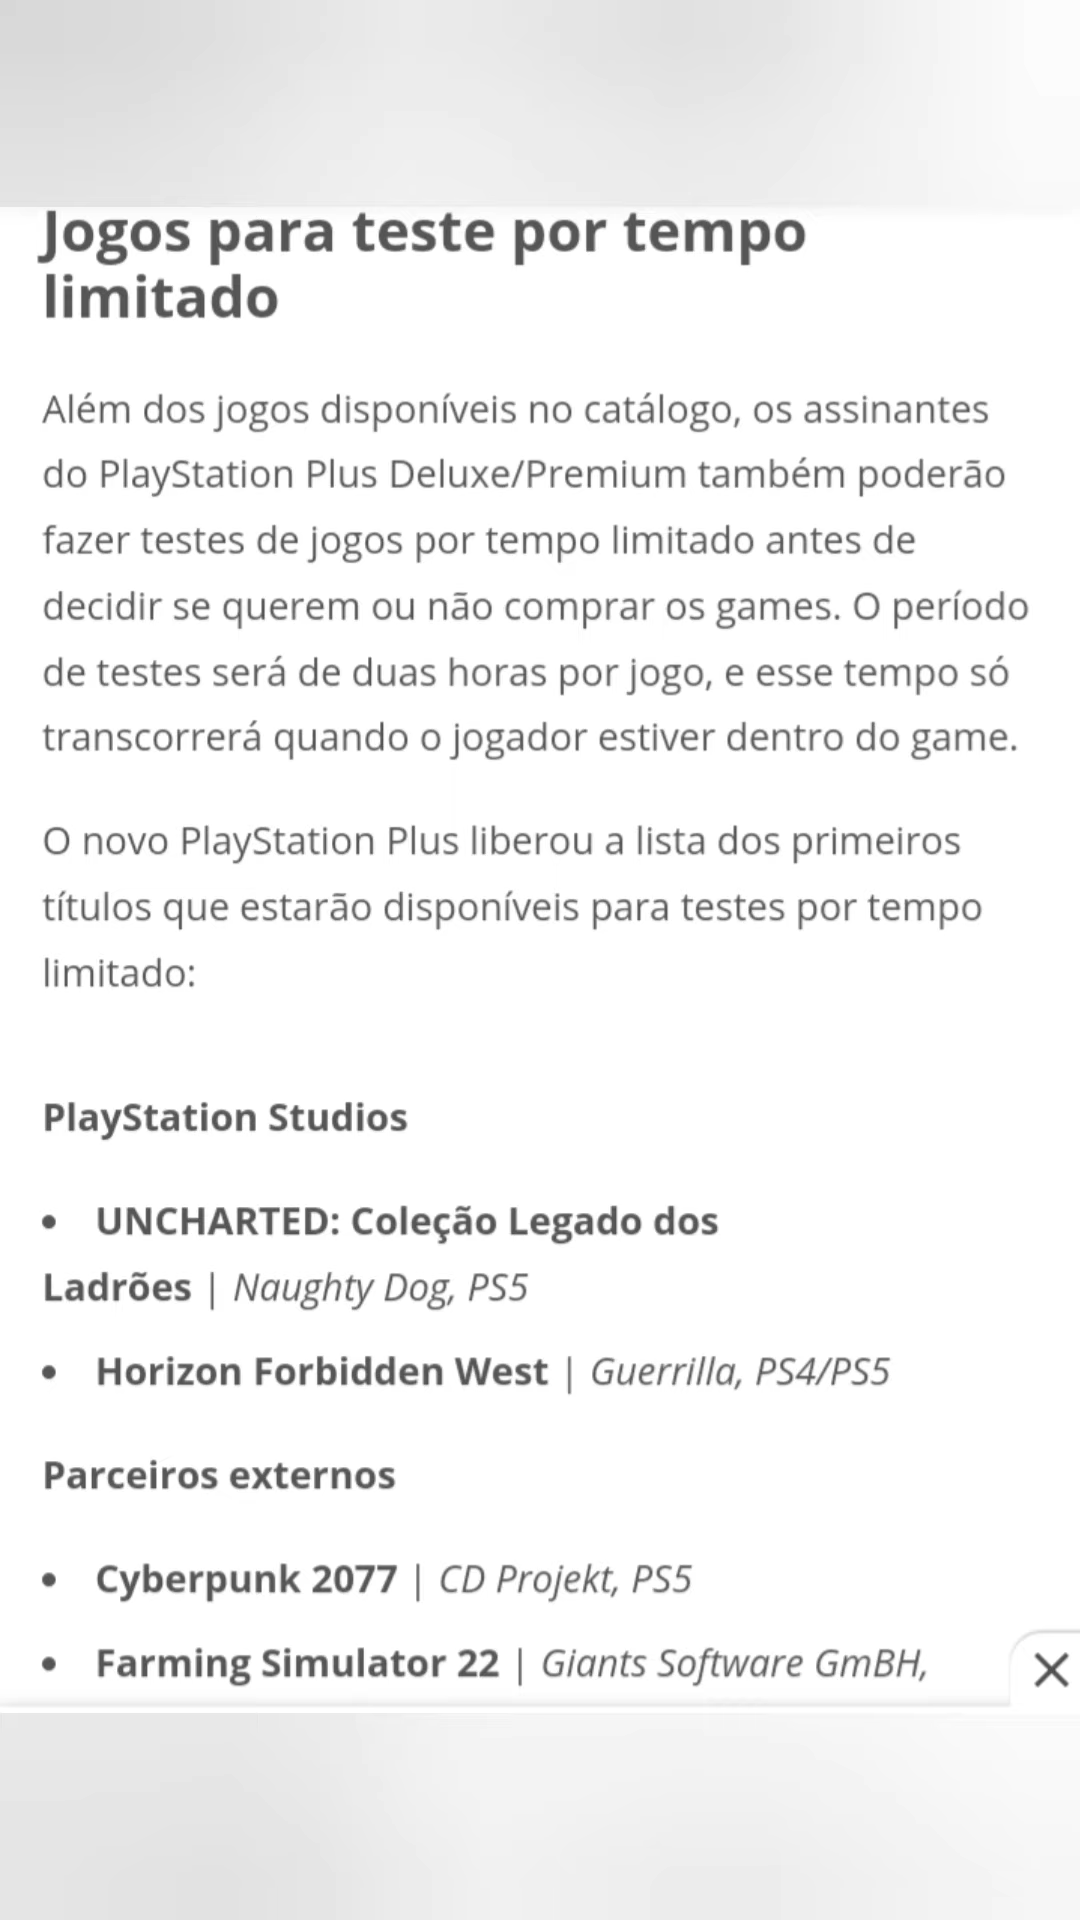 Jogos para teste por tempo
limitado
Além dos jogos disponíveis no catálogo, os assinantes
do PlayStation Plus Deluxe/Premium também poderão
fazer testes de jogos por tempo limitado antes de
decidir se querem ou não comprar os games. O período
de testes será de duas horas por jogo, e esse tempo só
transcorrerá quando o jogador estiver dentro do game.
O novo PlayStation Plus liberou a lista dos primeiros
títulos que estarão disponíveis para testes por tempo
limitado:
PlayStation Studios
• UNCHARTED: Coleção Legado dos
Ladrões | Naughty Dog, PS5
• Horizon Forbidden West | Guerrilla, PS4/PS5
Parceiros externos
• Cyberpunk 2077 | CD Projekt, PS5
• Farming Simulator 22 | Giants Software GmBH,